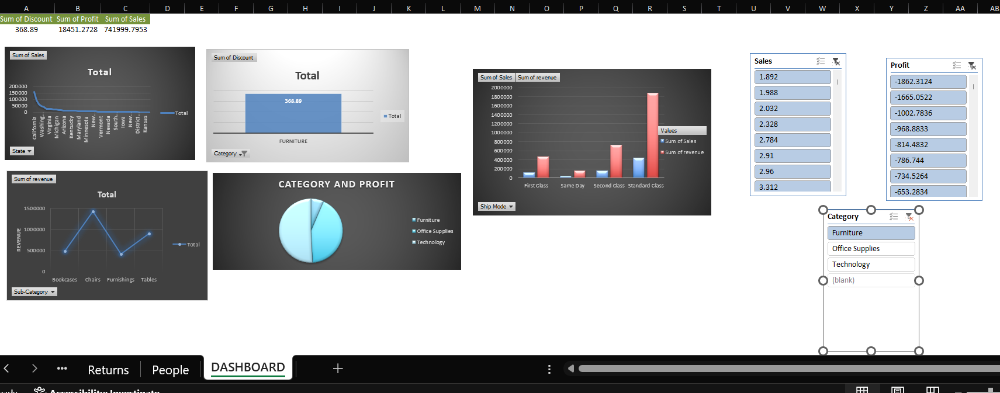 A B C D E F G H I J K L M N O P Q R S T U V W X Y Z AA AB
Sum of Discount Sum of Profit Sum of Sales
368.89 18451.2728 741999.7953
Sum of Sales
Total
200000
150000
100000
50000
0
California
Washing...
Virginia
Michigan
Arizona
Kentucky
Maryland
Minnesota
New...
Vermont
Nevada
South...
Iowa
New...
District...
Kansas
Total
State
Sum of Discount
Total
368.89
Total
FURNITURE
Category
Sum of revenue
Total
REVENUE
1500000
1000000
500000
0
Bookcases Chairs Furnishings Tables
Total
Sub-Category
CATEGORY AND PROFIT
Furniture
Office Supplies
Technology
Sum of Sales Sum of revenue
2000000
1800000
1600000
1400000
1200000
1000000
800000
600000
400000
200000
0
First Class Same Day Second Class Standard Class
Values
Sum of Sales
Sum of revenue
Ship Mode
Sales
1.892
1.988
2.032
2.328
2.784
2.91
2.96
3.312
Profit
-1862.3124
-1665.0522
-1002.7836
-968.8833
-814.4832
-786.744
-734.5264
-653.2834
Category
Furniture
Office Supplies
Technology
(blank)
Returns People DASHBOARD
Accessibility: Investigate